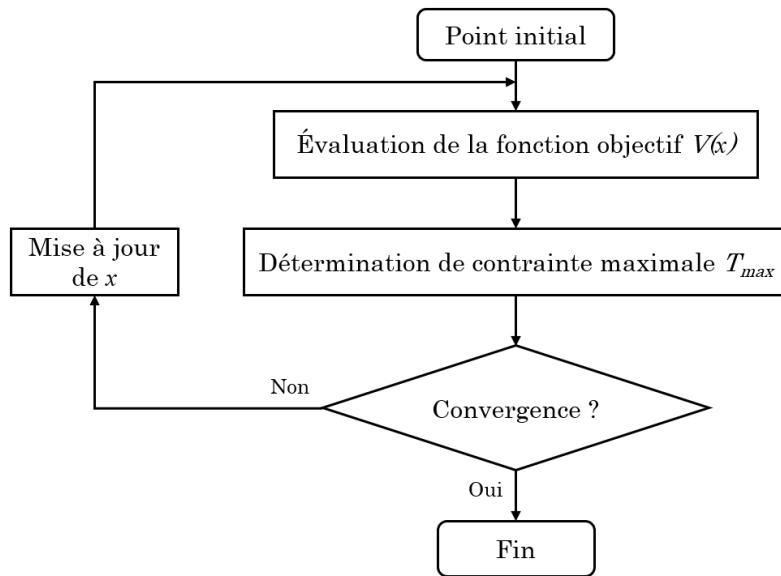 Point initial
Évaluation de la fonction objectif V(x)
Mise à jour
de x
Détermination de contrainte maximale Tmax
Non
Convergence ?
Oui
Fin